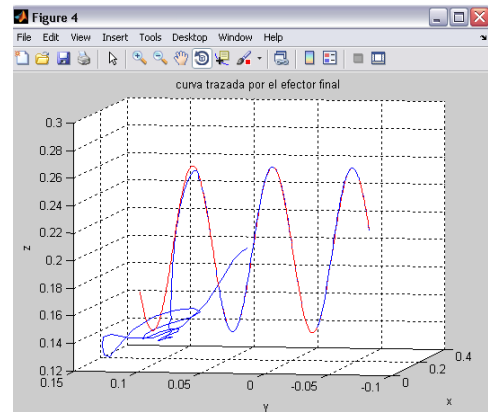 Figure 4
File Edit View Insert Tools Desktop Window Help
curva trazada por el efector final
0.3
0.28
0.26
0.24
0.22
0.2
0.18
0.16
0.14
0.12
z
0.15 0.1 0.05 0 -0.05 -0.1
y
0 0.2 0.4
x